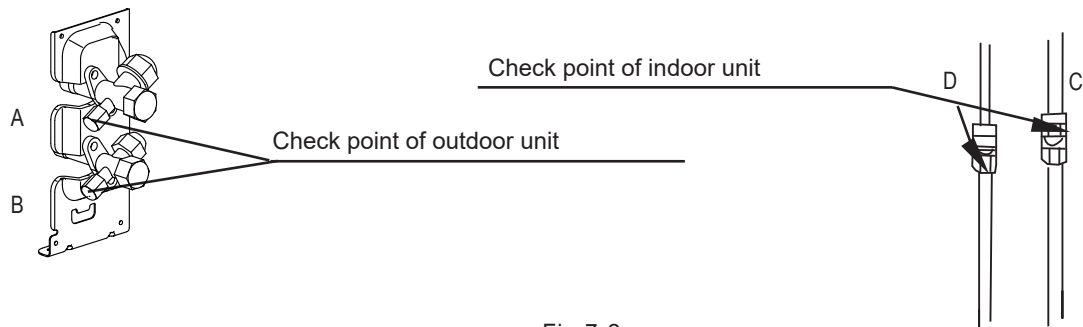 Check point of indoor unit
D
C
A
Check point of outdoor unit
B